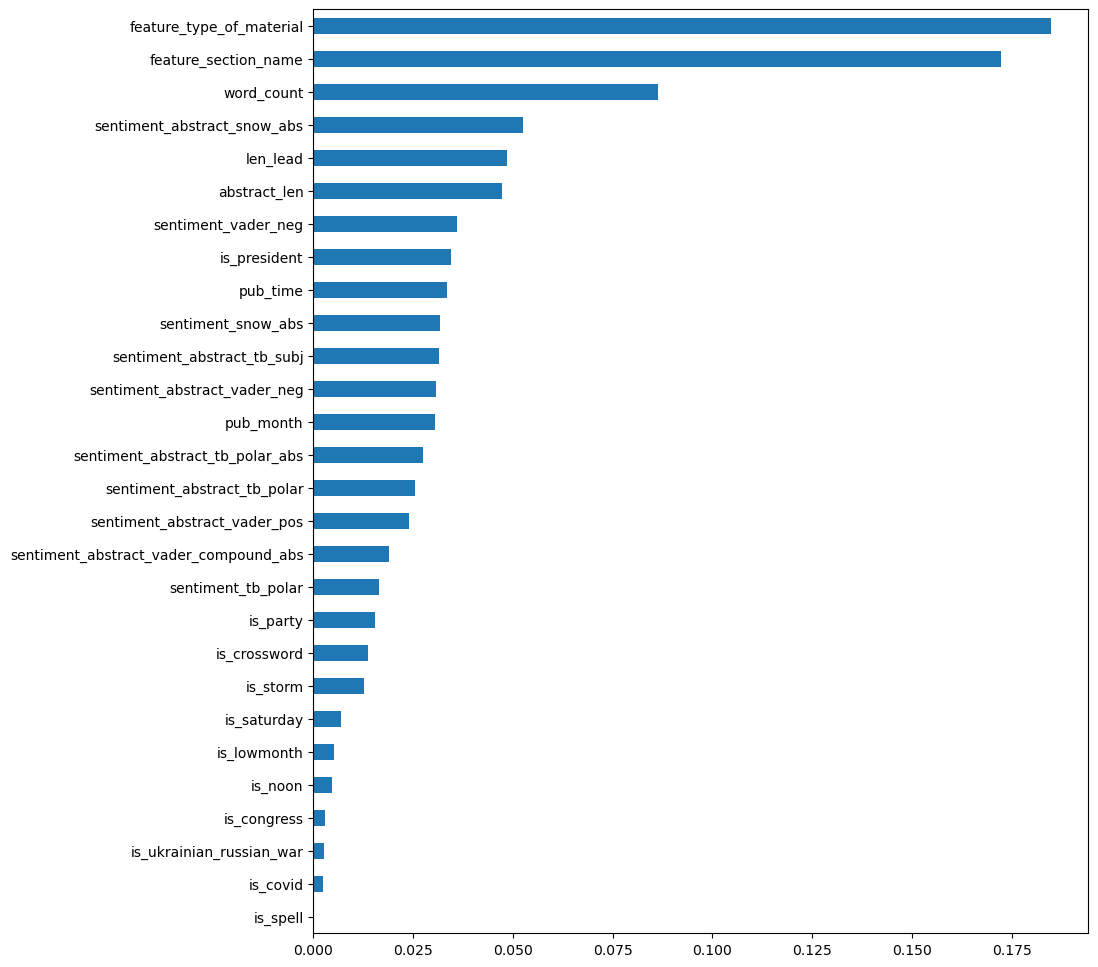 feature_type_of_material
feature_section_name
word_count
sentiment_abstract_snow_abs
len_lead
abstract_len
sentiment_vader_neg
is_president
pub_time
sentiment_snow_abs
sentiment_abstract_tb_subj
sentiment_abstract_vader_neg
pub_month
sentiment_abstract_tb_polar_abs
sentiment_abstract_tb_polar
sentiment_abstract_vader_pos
sentiment_abstract_vader_compound_abs
sentiment_tb_polar
is_party
is_crossword
is_storm
is_saturday
is_lowmonth
is_noon
is_congress
is_ukrainian_russian_war
is_covid
is_spell
0.000 0.025 0.050 0.075 0.100 0.125 0.150 0.175